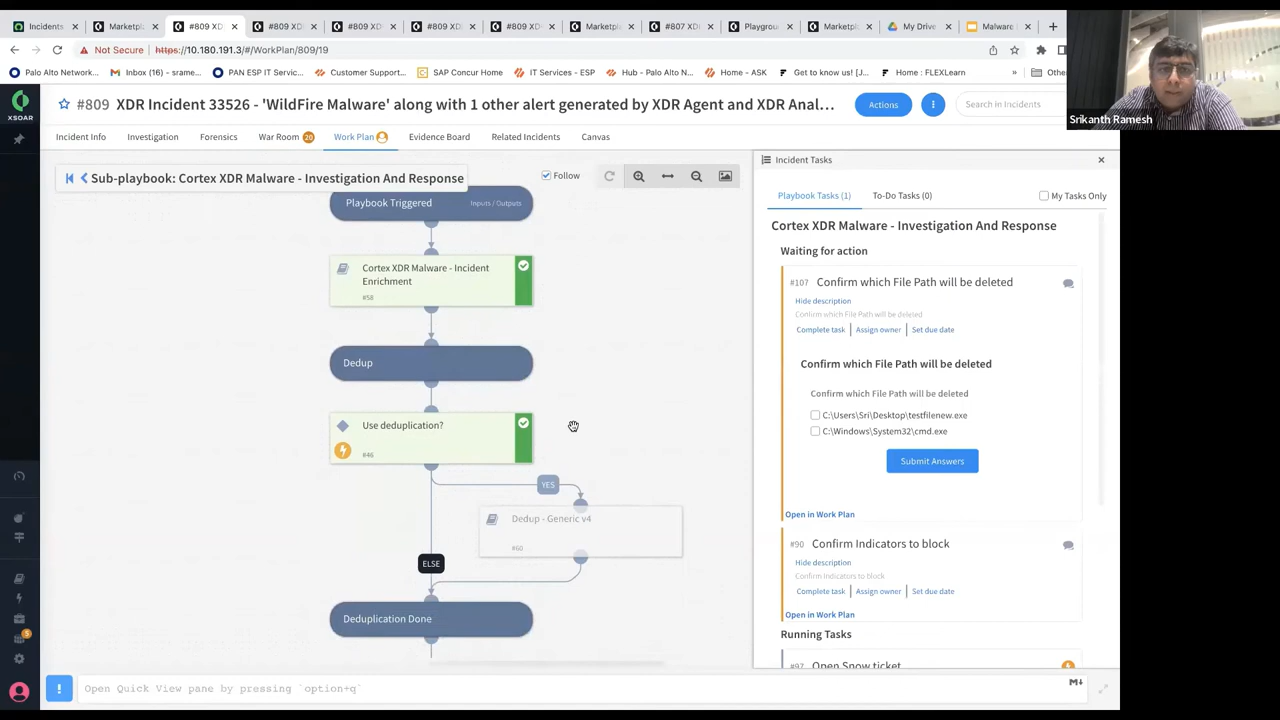 Incidents
Marketpl
#809 XD
#809 XD
#809 XD
#809 XD
#809 XD
Marketpl
#807 XD
Playgrou
Marketpl
My Drive
Malware
Not Secure
https://10.180.191.3/#/WorkPlan/809/19
Palo Alto Network...
Inbox (16) - srame...
PAN ESP IT Servic...
Customer Support...
SAP Concur Home
IT Services - ESP
Hub - Palo Alto N...
Home - ASK
Get to know us! [J...
Home : FLEXLearn
»
Othe
XSOAR
#809 XDR Incident 33526 - 'WildFire Malware' along with 1 other alert generated by XDR Agent and XDR Anal...
Actions
Search in Incidents
Srikanth Ramesh
Incident Info
Investigation
Forensics
War Room 20
Work Plan
Evidence Board
Related Incidents
Canvas
Sub-playbook: Cortex XDR Malware - Investigation And Response
Follow
Playbook Triggered
Inputs / Outputs
Cortex XDR Malware - Incident
Enrichment
#58
Dedup
Use deduplication?
#46
YES
Dedup - Generic v4
#60
ELSE
Deduplication Done
Incident Tasks
Playbook Tasks (1)
To-Do Tasks (0)
My Tasks Only
Cortex XDR Malware - Investigation And Response
Waiting for action
#107 Confirm which File Path will be deleted
Hide description
Confirm which File Path will be deleted
Complete task
Assign owner
Set due date
Confirm which File Path will be deleted
Confirm which File Path will be deleted
C:\Users\Sri\Desktop\testfilenew.exe
C:\Windows\System32\cmd.exe
Submit Answers
Open in Work Plan
#90 Confirm Indicators to block
Hide description
Confirm Indicators to block
Complete task
Assign owner
Set due date
Open in Work Plan
Running Tasks
#97 Open Snow ticket
5
! Open Quick View pane by pressing `option+q`
M